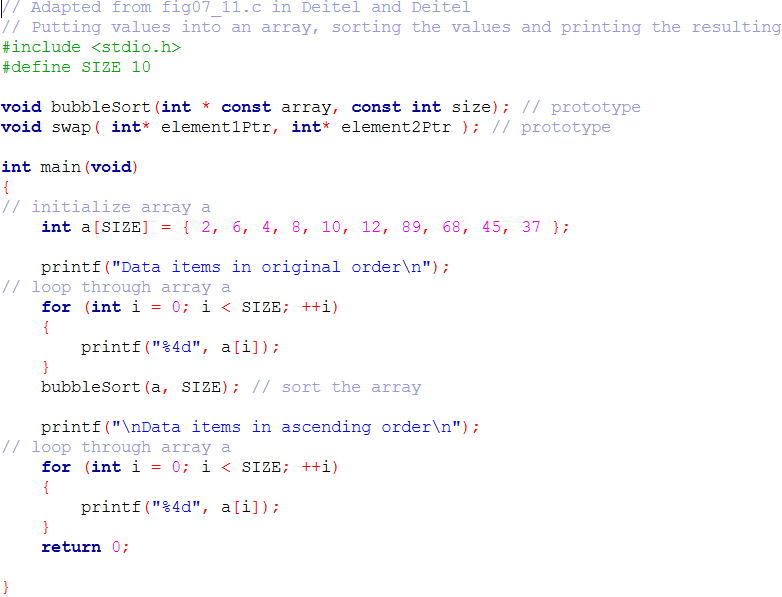 // Adapted from fig07_11.c in Deitel and Deitel
// Putting values into an array, sorting the values and printing the resulting
#include <stdio.h>
#define SIZE 10

void bubbleSort(int * const array, const int size); // prototype
void swap( int* element1Ptr, int* element2Ptr ); // prototype

int main(void)
{
// initialize array a
    int a[SIZE] = { 2, 6, 4, 8, 10, 12, 89, 68, 45, 37 };

    printf("Data items in original order\n");
// loop through array a
    for (int i = 0; i < SIZE; ++i)
    {
        printf("%4d", a[i]);
    }
    bubbleSort(a, SIZE); // sort the array

    printf("\nData items in ascending order\n");
// loop through array a
    for (int i = 0; i < SIZE; ++i)
    {
        printf("%4d", a[i]);
    }
    return 0;

}